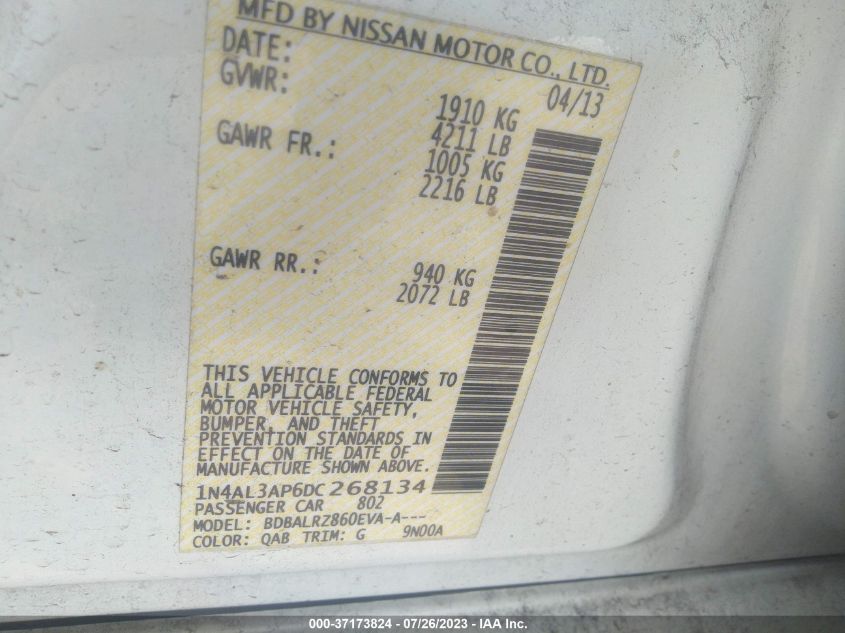 MFD BY NISSAN MOTOR CO., LTD.
DATE: 04/13
GVWR: 1910 KG
4211 LB
GAWR FR.: 1005 KG
2216 LB
GAWR RR.: 940 KG
2072 LB
THIS VEHICLE CONFORMS TO
ALL APPLICABLE FEDERAL
MOTOR VEHICLE SAFETY,
BUMPER, AND THEFT
PREVENTION STANDARDS IN
EFFECT ON THE DATE OF
MANUFACTURE SHOWN ABOVE.
1N4AL3AP6DC268134
PASSENGER CAR 802
MODEL: BDBALRZ860EVA-A---
COLOR: QAB TRIM: G 9N00A
000-37173824 - 07/26/2023 - IAA Inc.